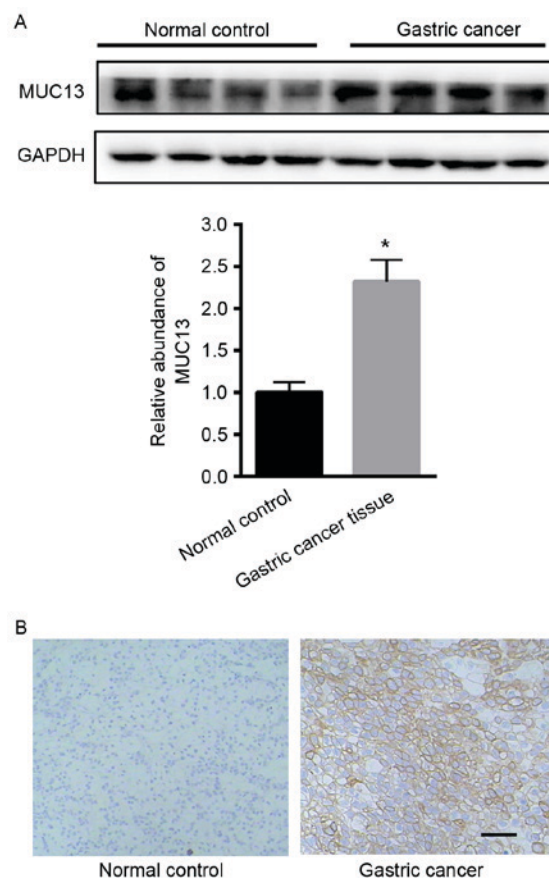 A
Normal control Gastric cancer
MUC13
GAPDH
3.0
2.5
2.0
1.5
1.0
0.5
0.0
Relative abundance of
MUC13
*
Normal control
Gastric cancer tissue
B
Normal control Gastric cancer